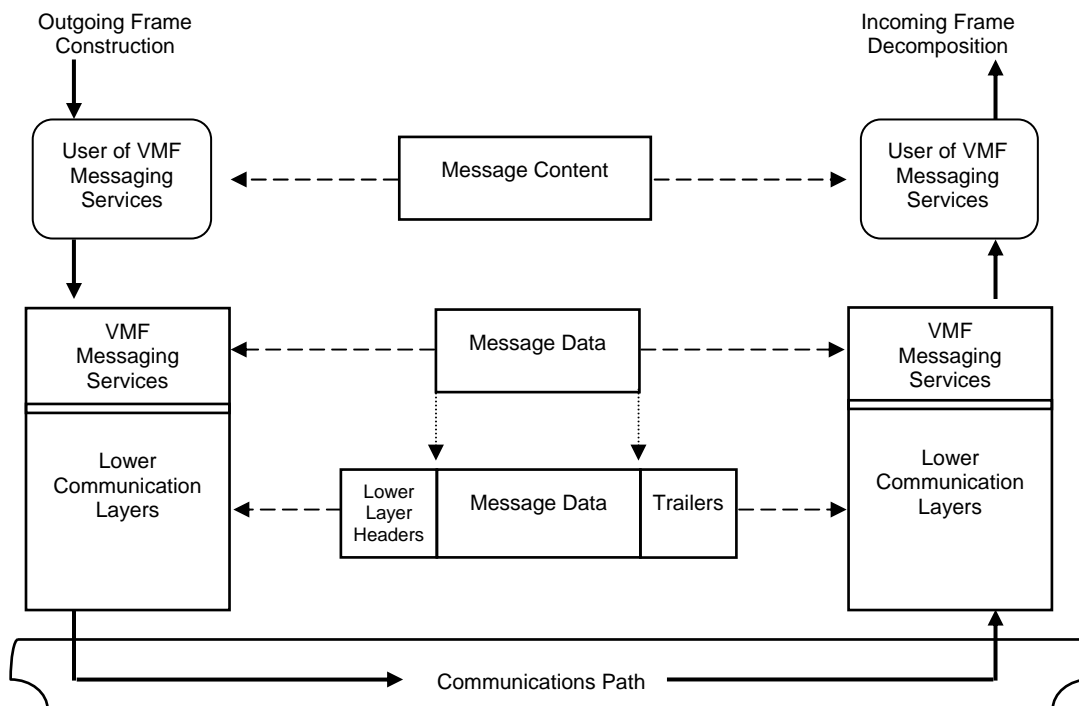 Outgoing Frame
Construction
Incoming Frame
Decomposition
User of VMF
Messaging
Services
Message Content
User of VMF
Messaging
Services
VMF
Messaging
Services
Message Data
VMF
Messaging
Services
Lower
Communication
Layers
Lower
Layer
Headers
Message Data
Trailers
Lower
Communication
Layers
Communications Path